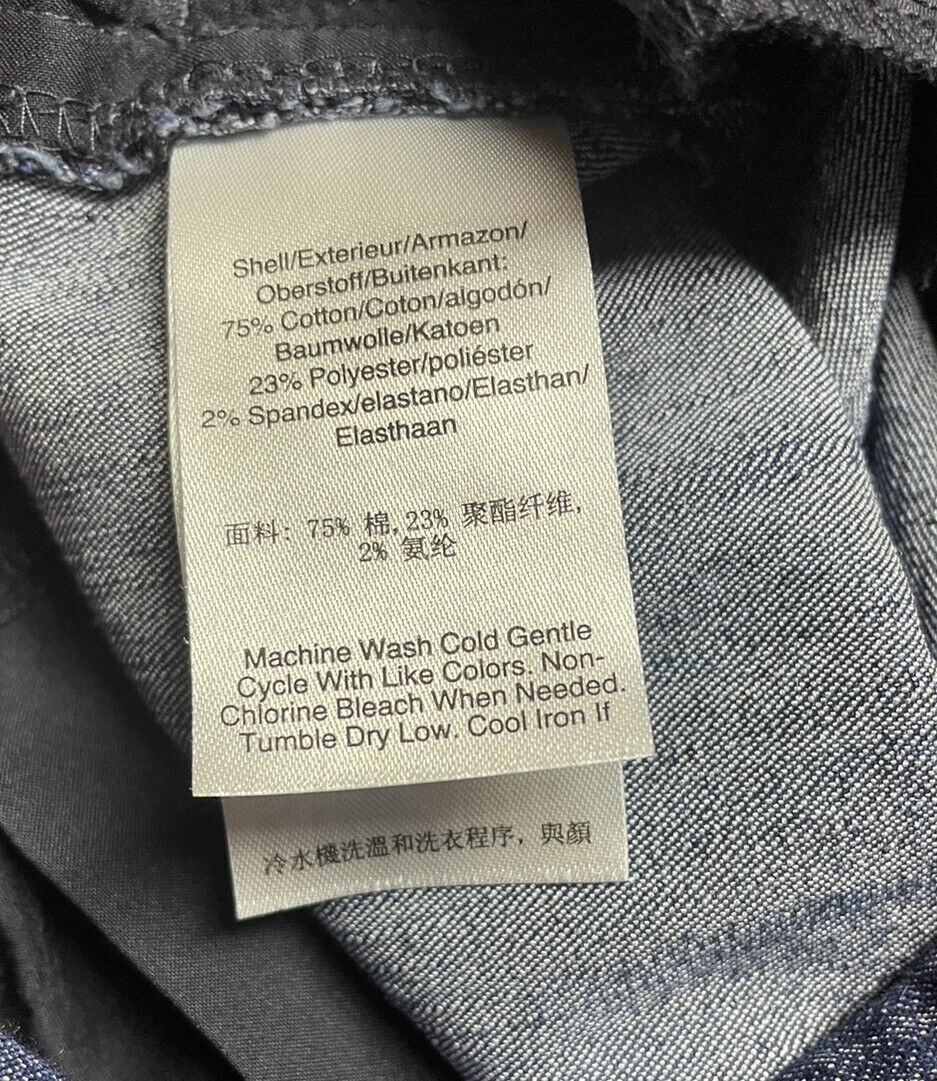 Shell/Exterieur/Armazon/
Oberstoff/Buitenkant:
75% Cotton/Coton/algodón/
Baumwolle/Katoen
23% Polyester/poliéster
2% Spandex/elastano/Elasthan/
Elasthaan
面料: 75% 棉,23% 聚酯纤维,
2% 氨纶
Machine Wash Cold Gentle
Cycle With Like Colors. Non-
Chlorine Bleach When Needed.
Tumble Dry Low. Cool Iron If
冷水機洗溫和洗衣程序，與顏